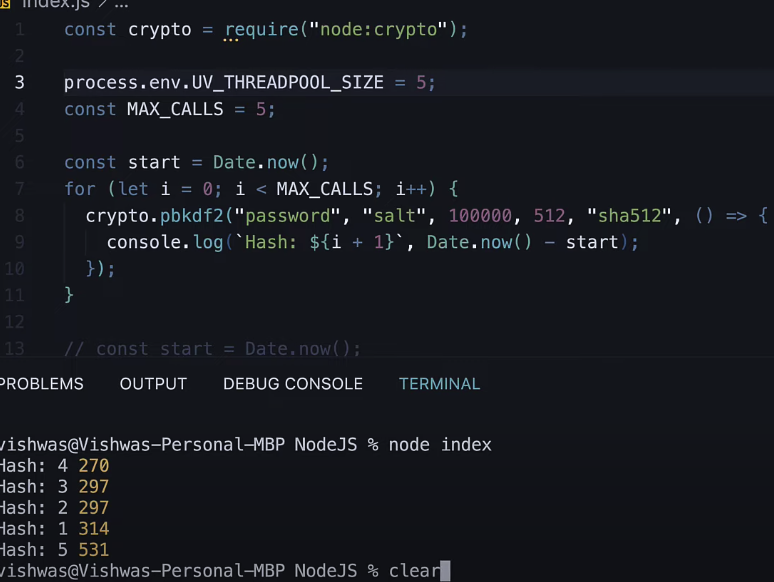 JS index.js > ...
1 const crypto = require("node:crypto");
2
3 process.env.UV_THREADPOOL_SIZE = 5;
4 const MAX_CALLS = 5;
5
6 const start = Date.now();
7 for (let i = 0; i < MAX_CALLS; i++) {
8 crypto.pbkdf2("password", "salt", 100000, 512, "sha512", () => {
9 console.log(`Hash: ${i + 1}`, Date.now() - start);
10 });
11 }
12
13 // const start = Date.now();
PROBLEMS OUTPUT DEBUG CONSOLE TERMINAL
vishwas@Vishwas-Personal-MBP NodeJS % node index
Hash: 4 270
Hash: 3 297
Hash: 2 297
Hash: 1 314
Hash: 5 531
vishwas@Vishwas-Personal-MBP NodeJS % clear